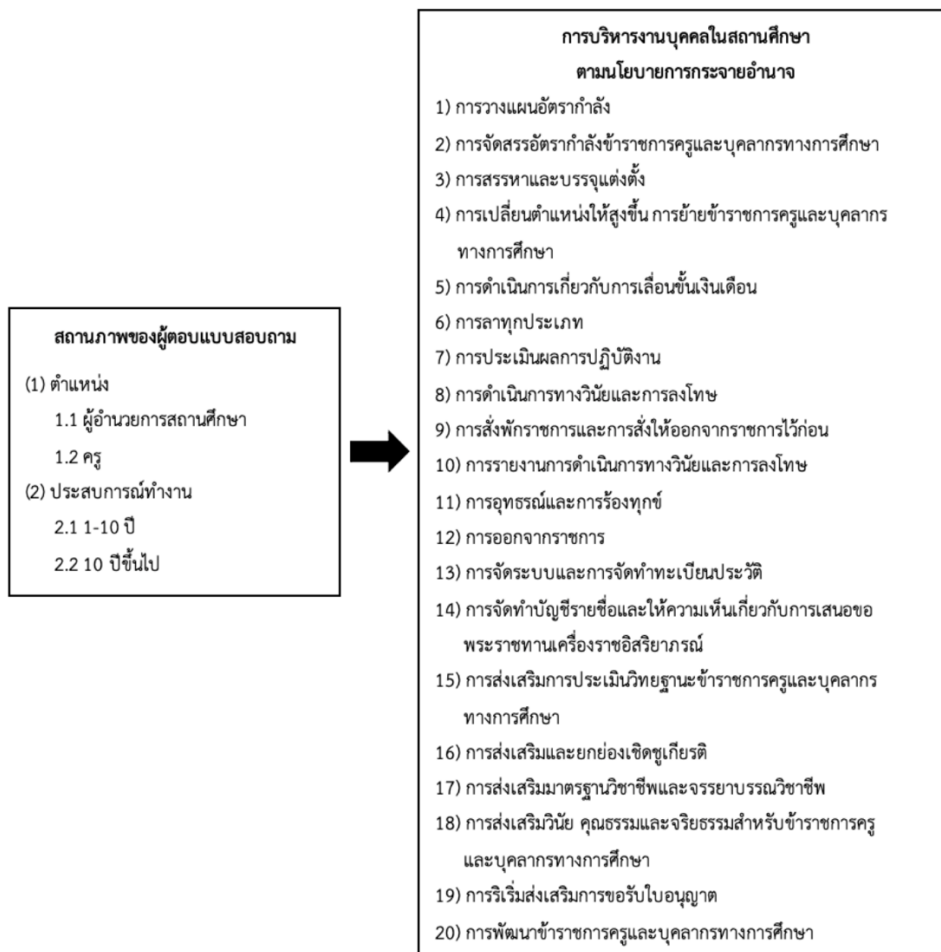 สถานภาพของผู้ตอบแบบสอบถาม
(1) ตำแหน่ง
1.1 ผู้อำนวยการสถานศึกษา
1.2 ครู
(2) ประสบการณ์ทำงาน
2.1 1-10 ปี
2.2 10 ปีขึ้นไป
การบริหารงานบุคคลในสถานศึกษา
ตามนโยบายการกระจายอำนาจ
1) การวางแผนอัตรากำลัง
2) การจัดสรรอัตรากำลังข้าราชการครูและบุคลากรทางการศึกษา
3) การสรรหาและบรรจุแต่งตั้ง
4) การเปลี่ยนตำแหน่งให้สูงขึ้น การย้ายข้าราชการครูและบุคลากร
ทางการศึกษา
5) การดำเนินการเกี่ยวกับการเลื่อนขั้นเงินเดือน
6) การลาทุกประเภท
7) การประเมินผลการปฏิบัติงาน
8) การดำเนินการทางวินัยและการลงโทษ
9) การสั่งพักราชการและการสั่งให้ออกจากราชการไว้ก่อน
10) การรายงานการดำเนินการทางวินัยและการลงโทษ
11) การอุทธรณ์และการร้องทุกข์
12) การออกจากราชการ
13) การจัดระบบและการจัดทำทะเบียนประวัติ
14) การจัดทำบัญชีรายชื่อและให้ความเห็นเกี่ยวกับการเสนอขอ
พระราชทานเครื่องราชอิสริยาภรณ์
15) การส่งเสริมการประเมินวิทยฐานะข้าราชการครูและบุคลากร
ทางการศึกษา
16) การส่งเสริมและยกย่องเชิดชูเกียรติ
17) การส่งเสริมมาตรฐานวิชาชีพและจรรยาบรรณวิชาชีพ
18) การส่งเสริมวินัย คุณธรรมและจริยธรรมสำหรับข้าราชการครู
และบุคลากรทางการศึกษา
19) การริเริ่มส่งเสริมการขอรับใบอนุญาต
20) การพัฒนาข้าราชการครูและบุคลากรทางการศึกษา